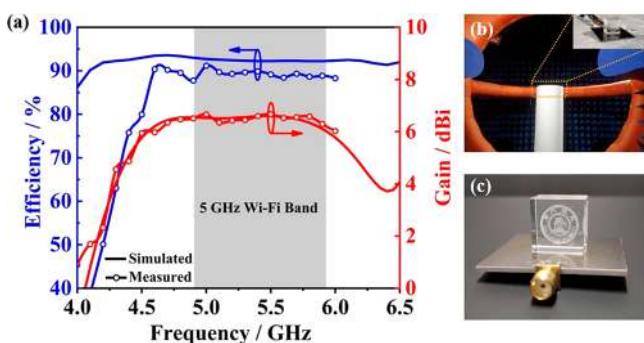 (a)
Efficiency / %
100
90
80
70
60
50
40
5 GHz Wi-Fi Band
Simulated
Measured
10
8
6
4
2
0
Gain / dBi
4.0
4.5
5.0
5.5
6.0
6.5
Frequency / GHz
(b)
(c)